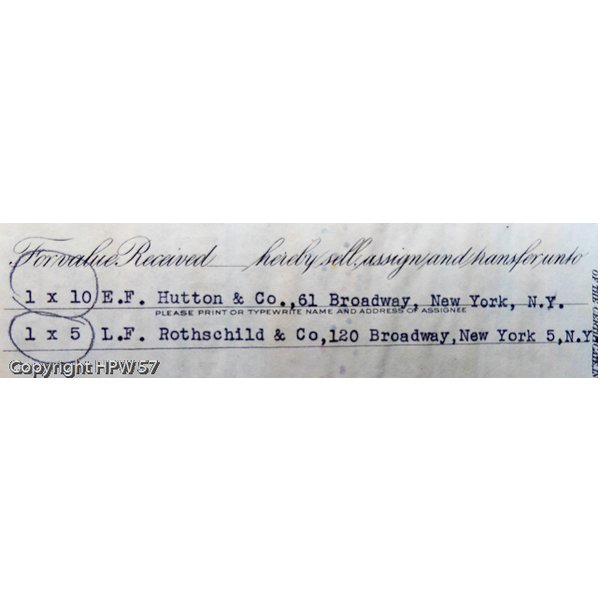 For value Received hereby sell, assign, and transfer, unto
1 x 10 E.F. Hutton & Co., 61 Broadway, New York, N.Y.
PLEASE PRINT OR TYPEWRITE NAME AND ADDRESS OF ASSIGNEE
1 x 5 L.F. Rothschild & Co, 120 Broadway, New York 5, N.Y
Copyright HPW57